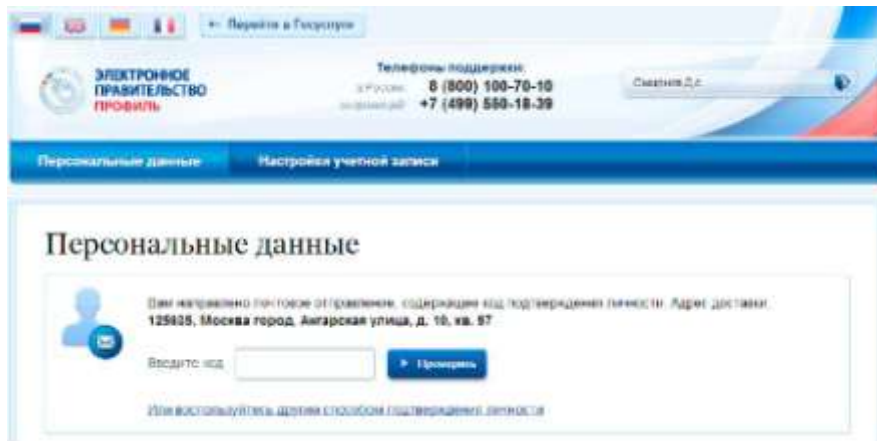 ← Перейти в Госуслуги
ЭЛЕКТРОННОЕ
ПРАВИТЕЛЬСТВО
ПРОФИЛЬ
Телефоны поддержки:
8 (800) 100-70-10
+7 (499) 550-18-39
Персональные данные
Настройки учетной записи
Персональные данные
Вам направлено почтовое отправление, содержащее код подтверждения личности. Адрес доставки:
Москва город, Ангарская улица, д. 10, кв. 57
Введите код
Проверить
Или воспользуйтесь другим способом подтверждения личности